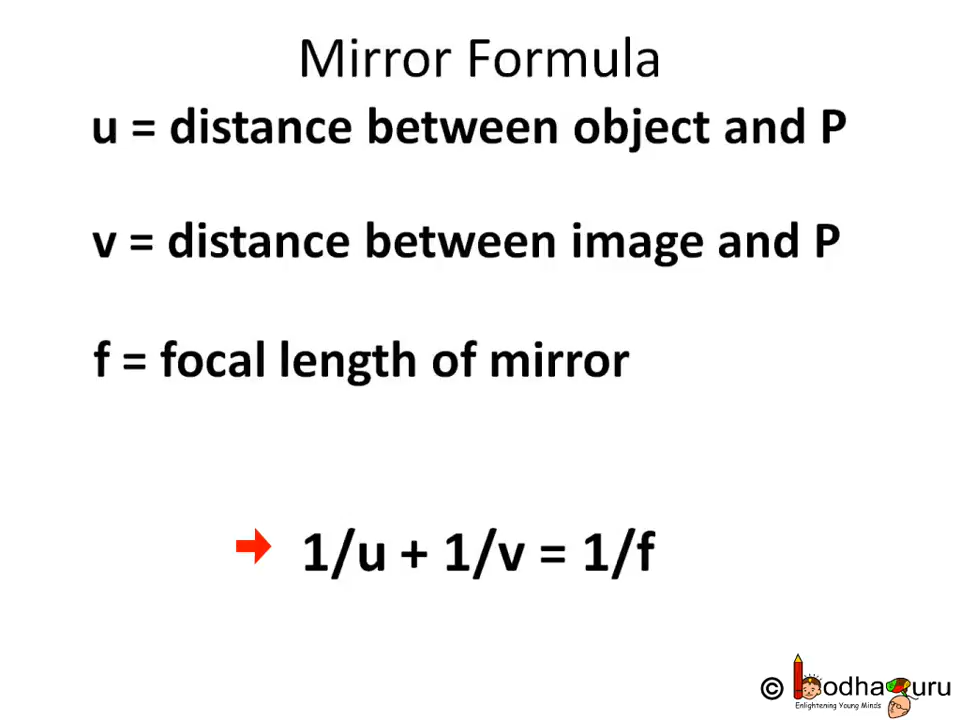 Mirror Formula
u = distance between object and P
v = distance between image and P
f = focal length of mirror
1/u + 1/v = 1/f
© bodhaguru
Enlightening Young Minds